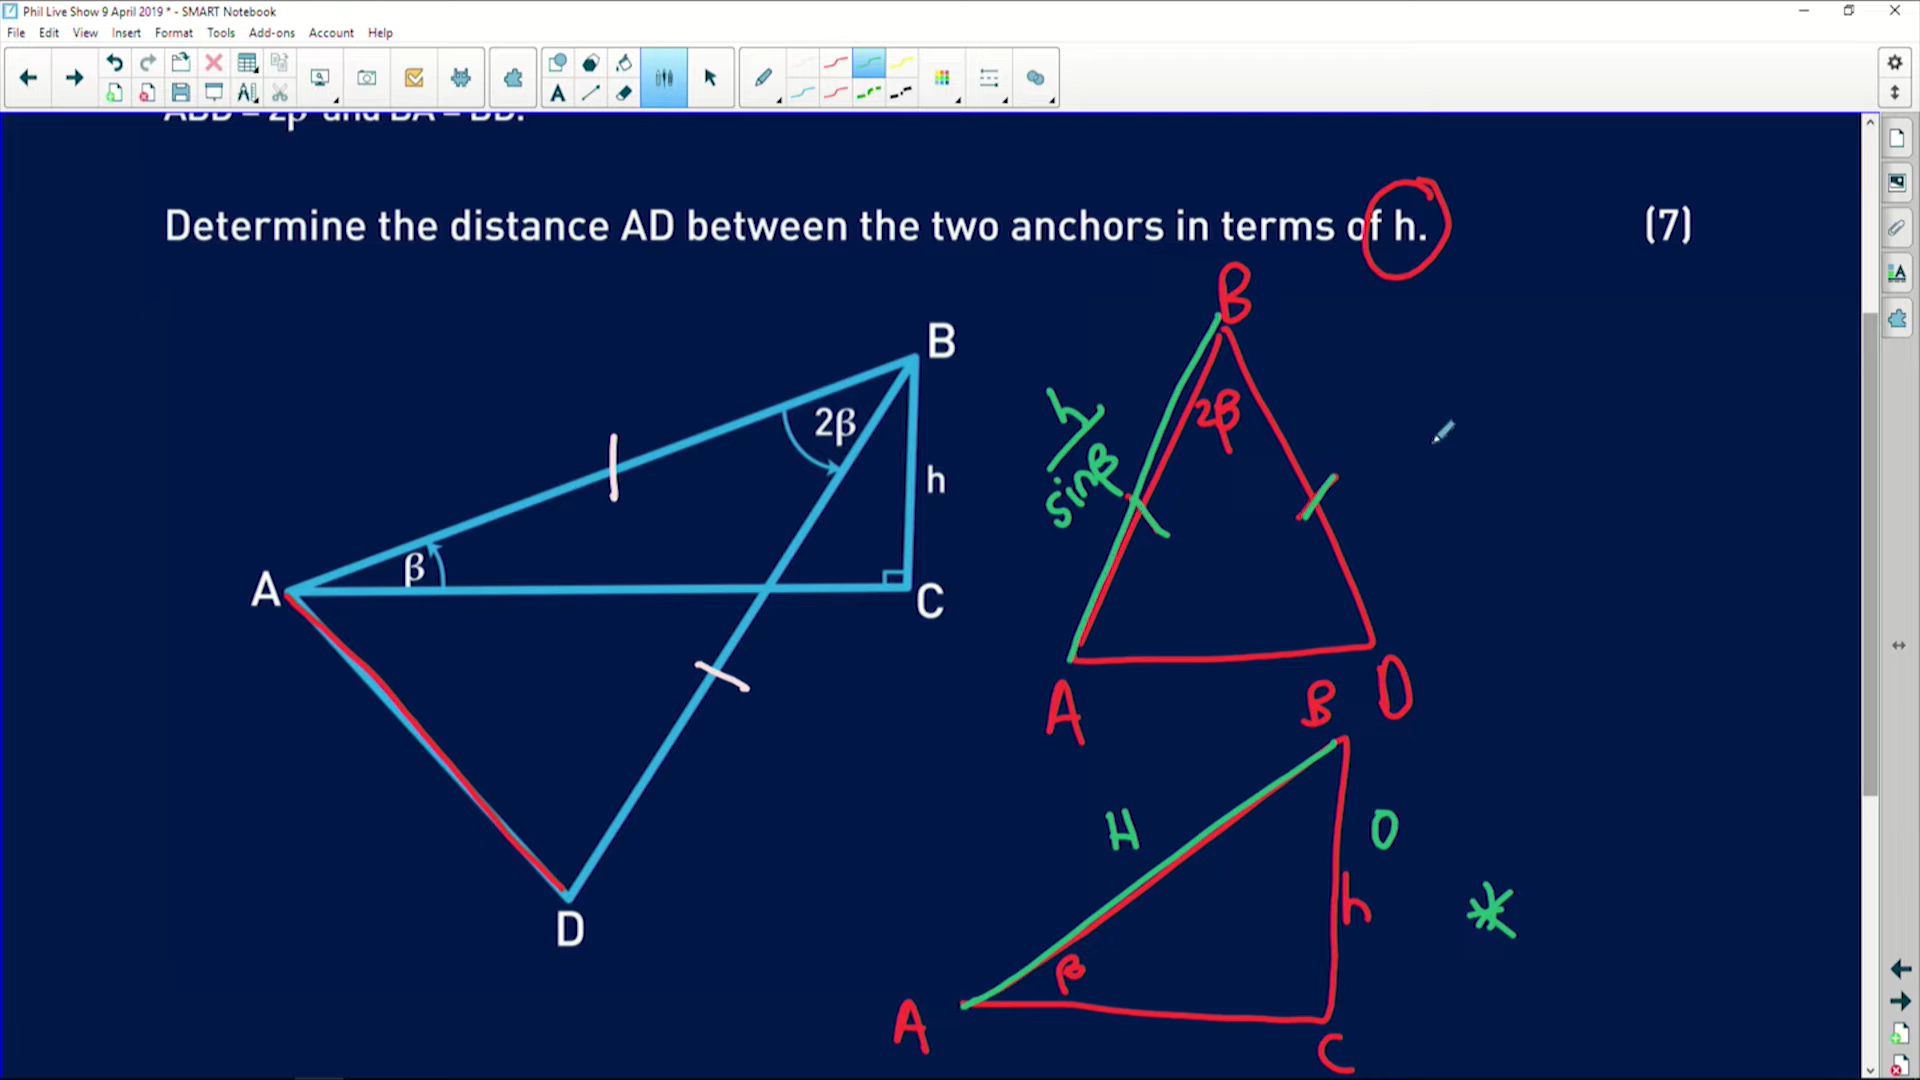 Phil Live Show 9 April 2019 * - SMART Notebook
File Edit View Insert Format Tools Add-ons Account Help
Determine the distance AD between the two anchors in terms of h. (7)
B
2β
h
β
A
C
D
B
2β
h/sinβ
A
D
B
H
O
h
*
β
A
C